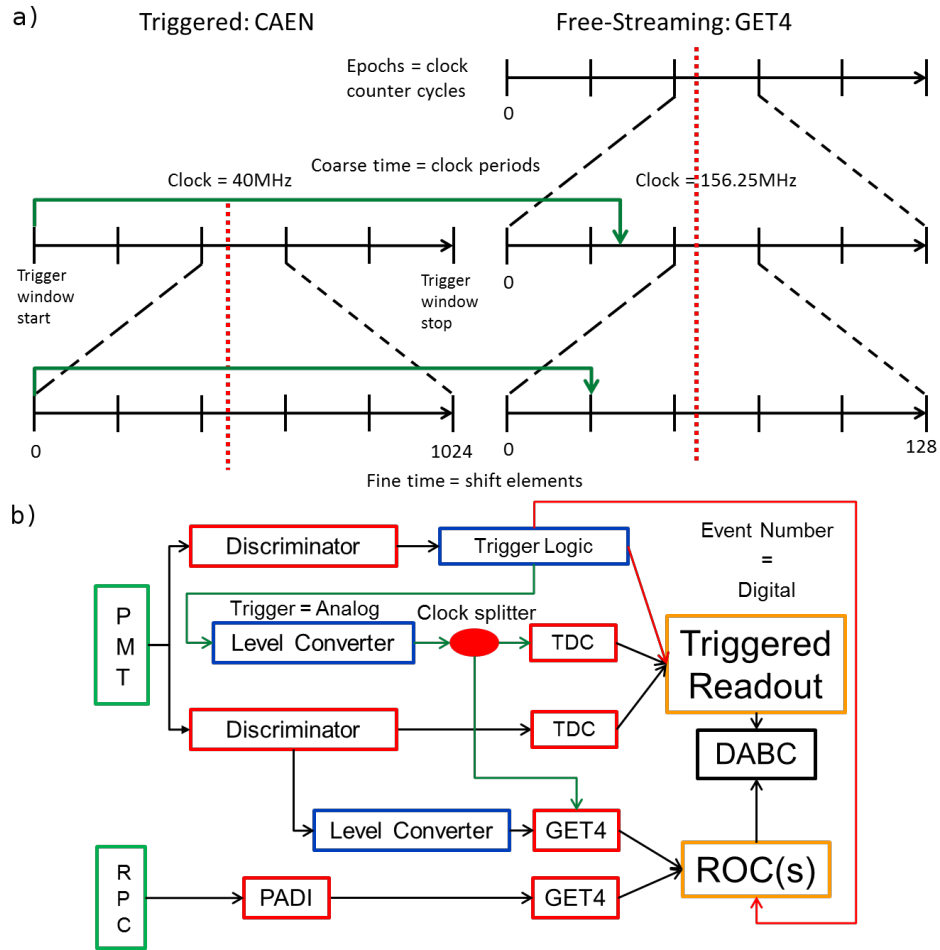 a)
Triggered: CAEN
Free-Streaming: GET4
Epochs = clock
counter cycles
0
Coarse time = clock periods
Clock = 40MHz
Clock = 156.25MHz
Trigger
window
start
Trigger
window
stop
0
0
1024
0
128
Fine time = shift elements
b)
Discriminator
Trigger Logic
Event Number
=
Digital
P
M
T
Trigger = Analog
Clock splitter
Level Converter
TDC
Triggered
Readout
Discriminator
TDC
DABC
Level Converter
GET4
R
P
C
PADI
GET4
ROC(s)